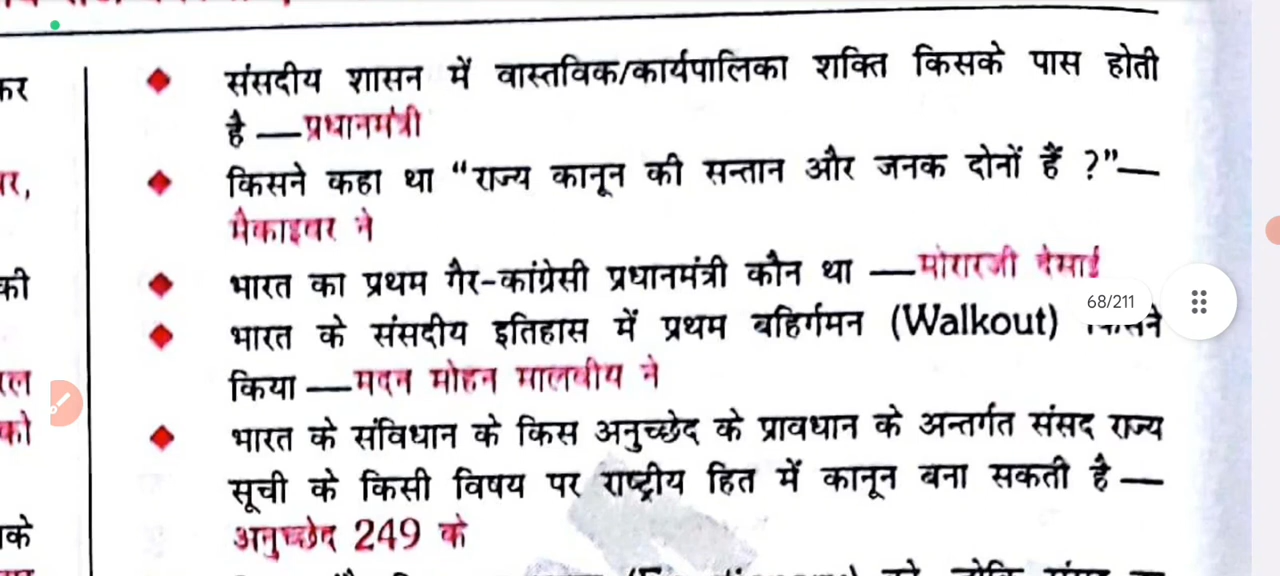 कर
संसदीय शासन में वास्तविक/कार्यपालिका शक्ति किसके पास होती
है —प्रधानमंत्री
किसने कहा था “राज्य कानून की सन्तान और जनक दोनों हैं ?”—
मैकाइवर ने
भारत का प्रथम गैर-कांग्रेसी प्रधानमंत्री कौन था —मोरारजी देसाई
68/211
भारत के संसदीय इतिहास में प्रथम बहिर्गमन (Walkout) किसने
किया —मदन मोहन मालवीय ने
को
भारत के संविधान के किस अनुच्छेद के प्रावधान के अन्तर्गत संसद राज्य
सूची के किसी विषय पर राष्ट्रीय हित में कानून बना सकती है —
अनुच्छेद 249 के
की